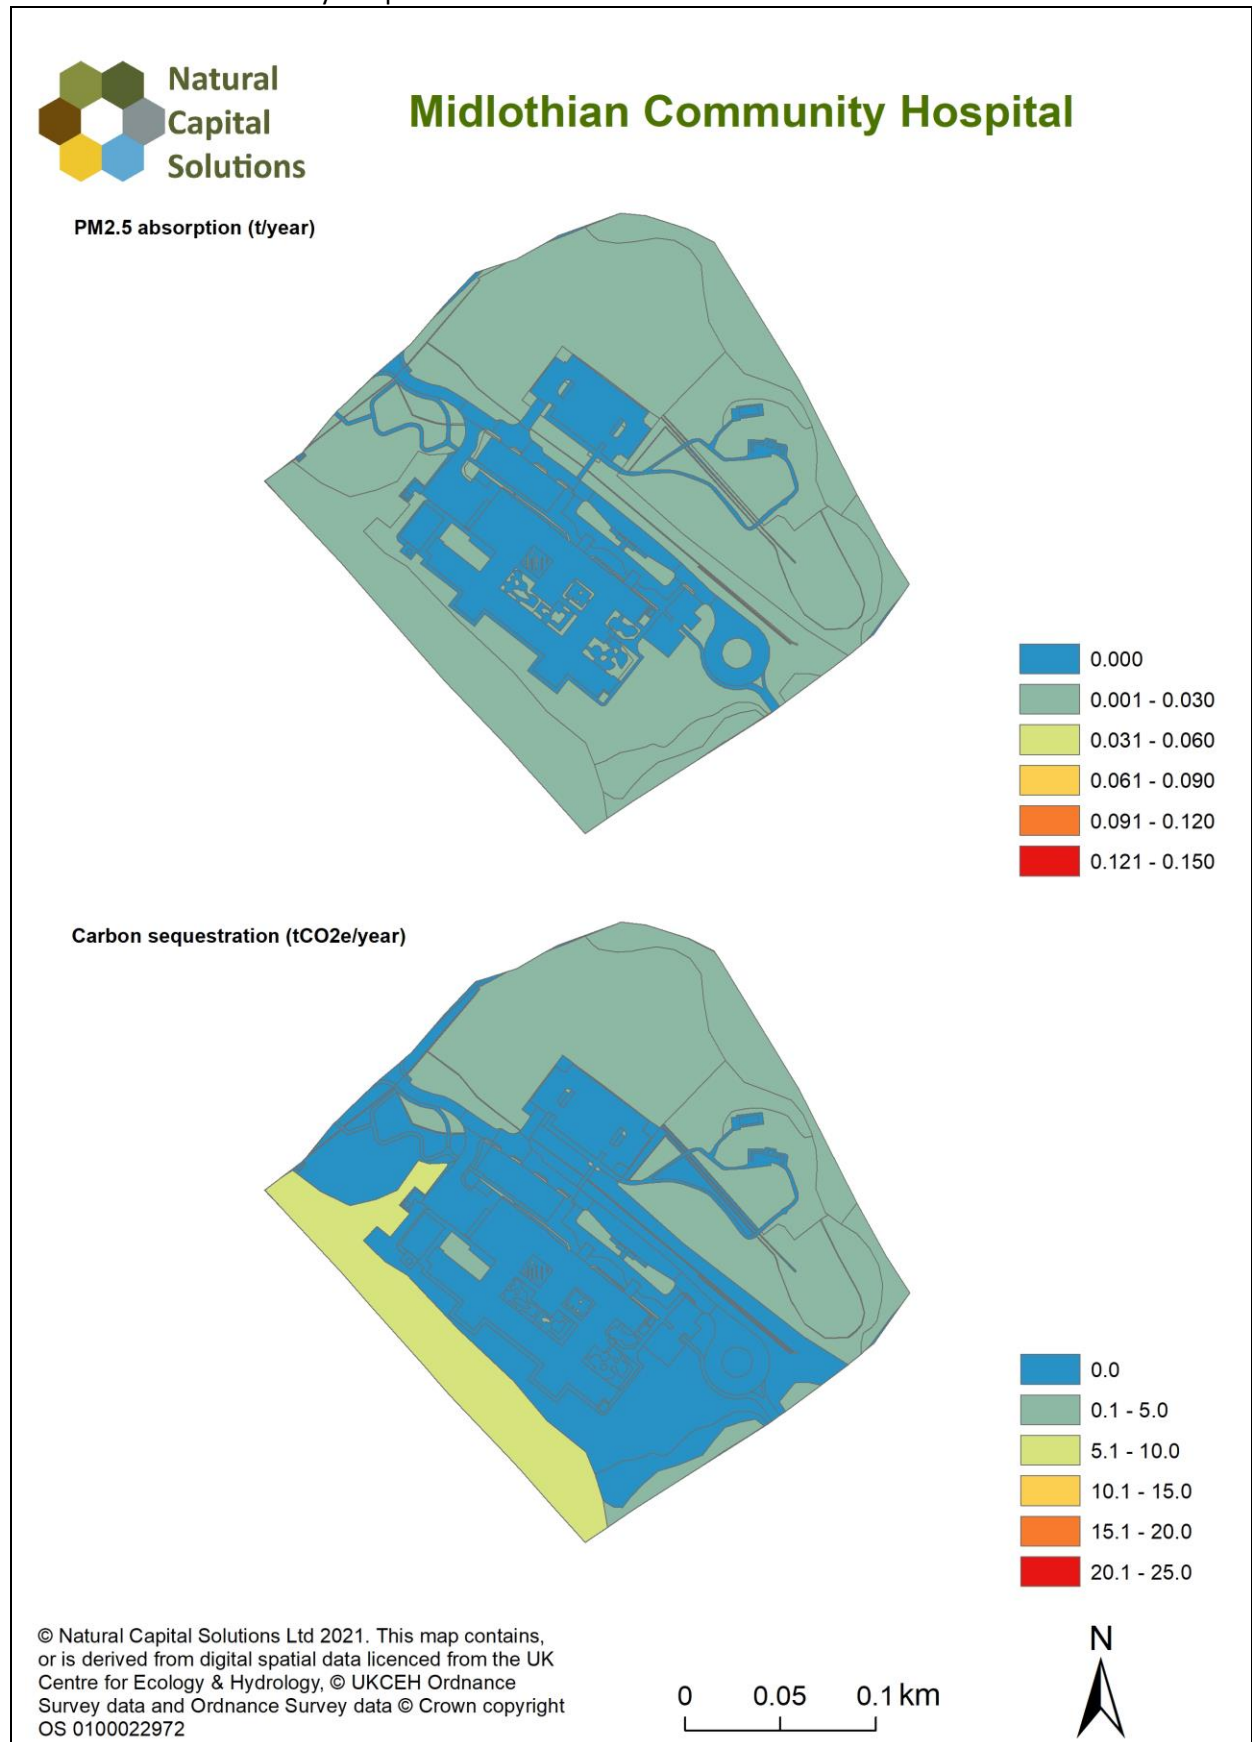 Natural
Capital
Solutions
Midlothian Community Hospital
PM2.5 absorption (t/year)
0.000
0.001 - 0.030
0.031 - 0.060
0.061 - 0.090
0.091 - 0.120
0.121 - 0.150
Carbon sequestration (tCO2e/year)
0.0
0.1 - 5.0
5.1 - 10.0
10.1 - 15.0
15.1 - 20.0
20.1 - 25.0
© Natural Capital Solutions Ltd 2021. This map contains,
or is derived from digital spatial data licenced from the UK
Centre for Ecology & Hydrology, © UKCEH Ordnance
Survey data and Ordnance Survey data © Crown copyright
OS 0100022972
0 0.05 0.1 km
N